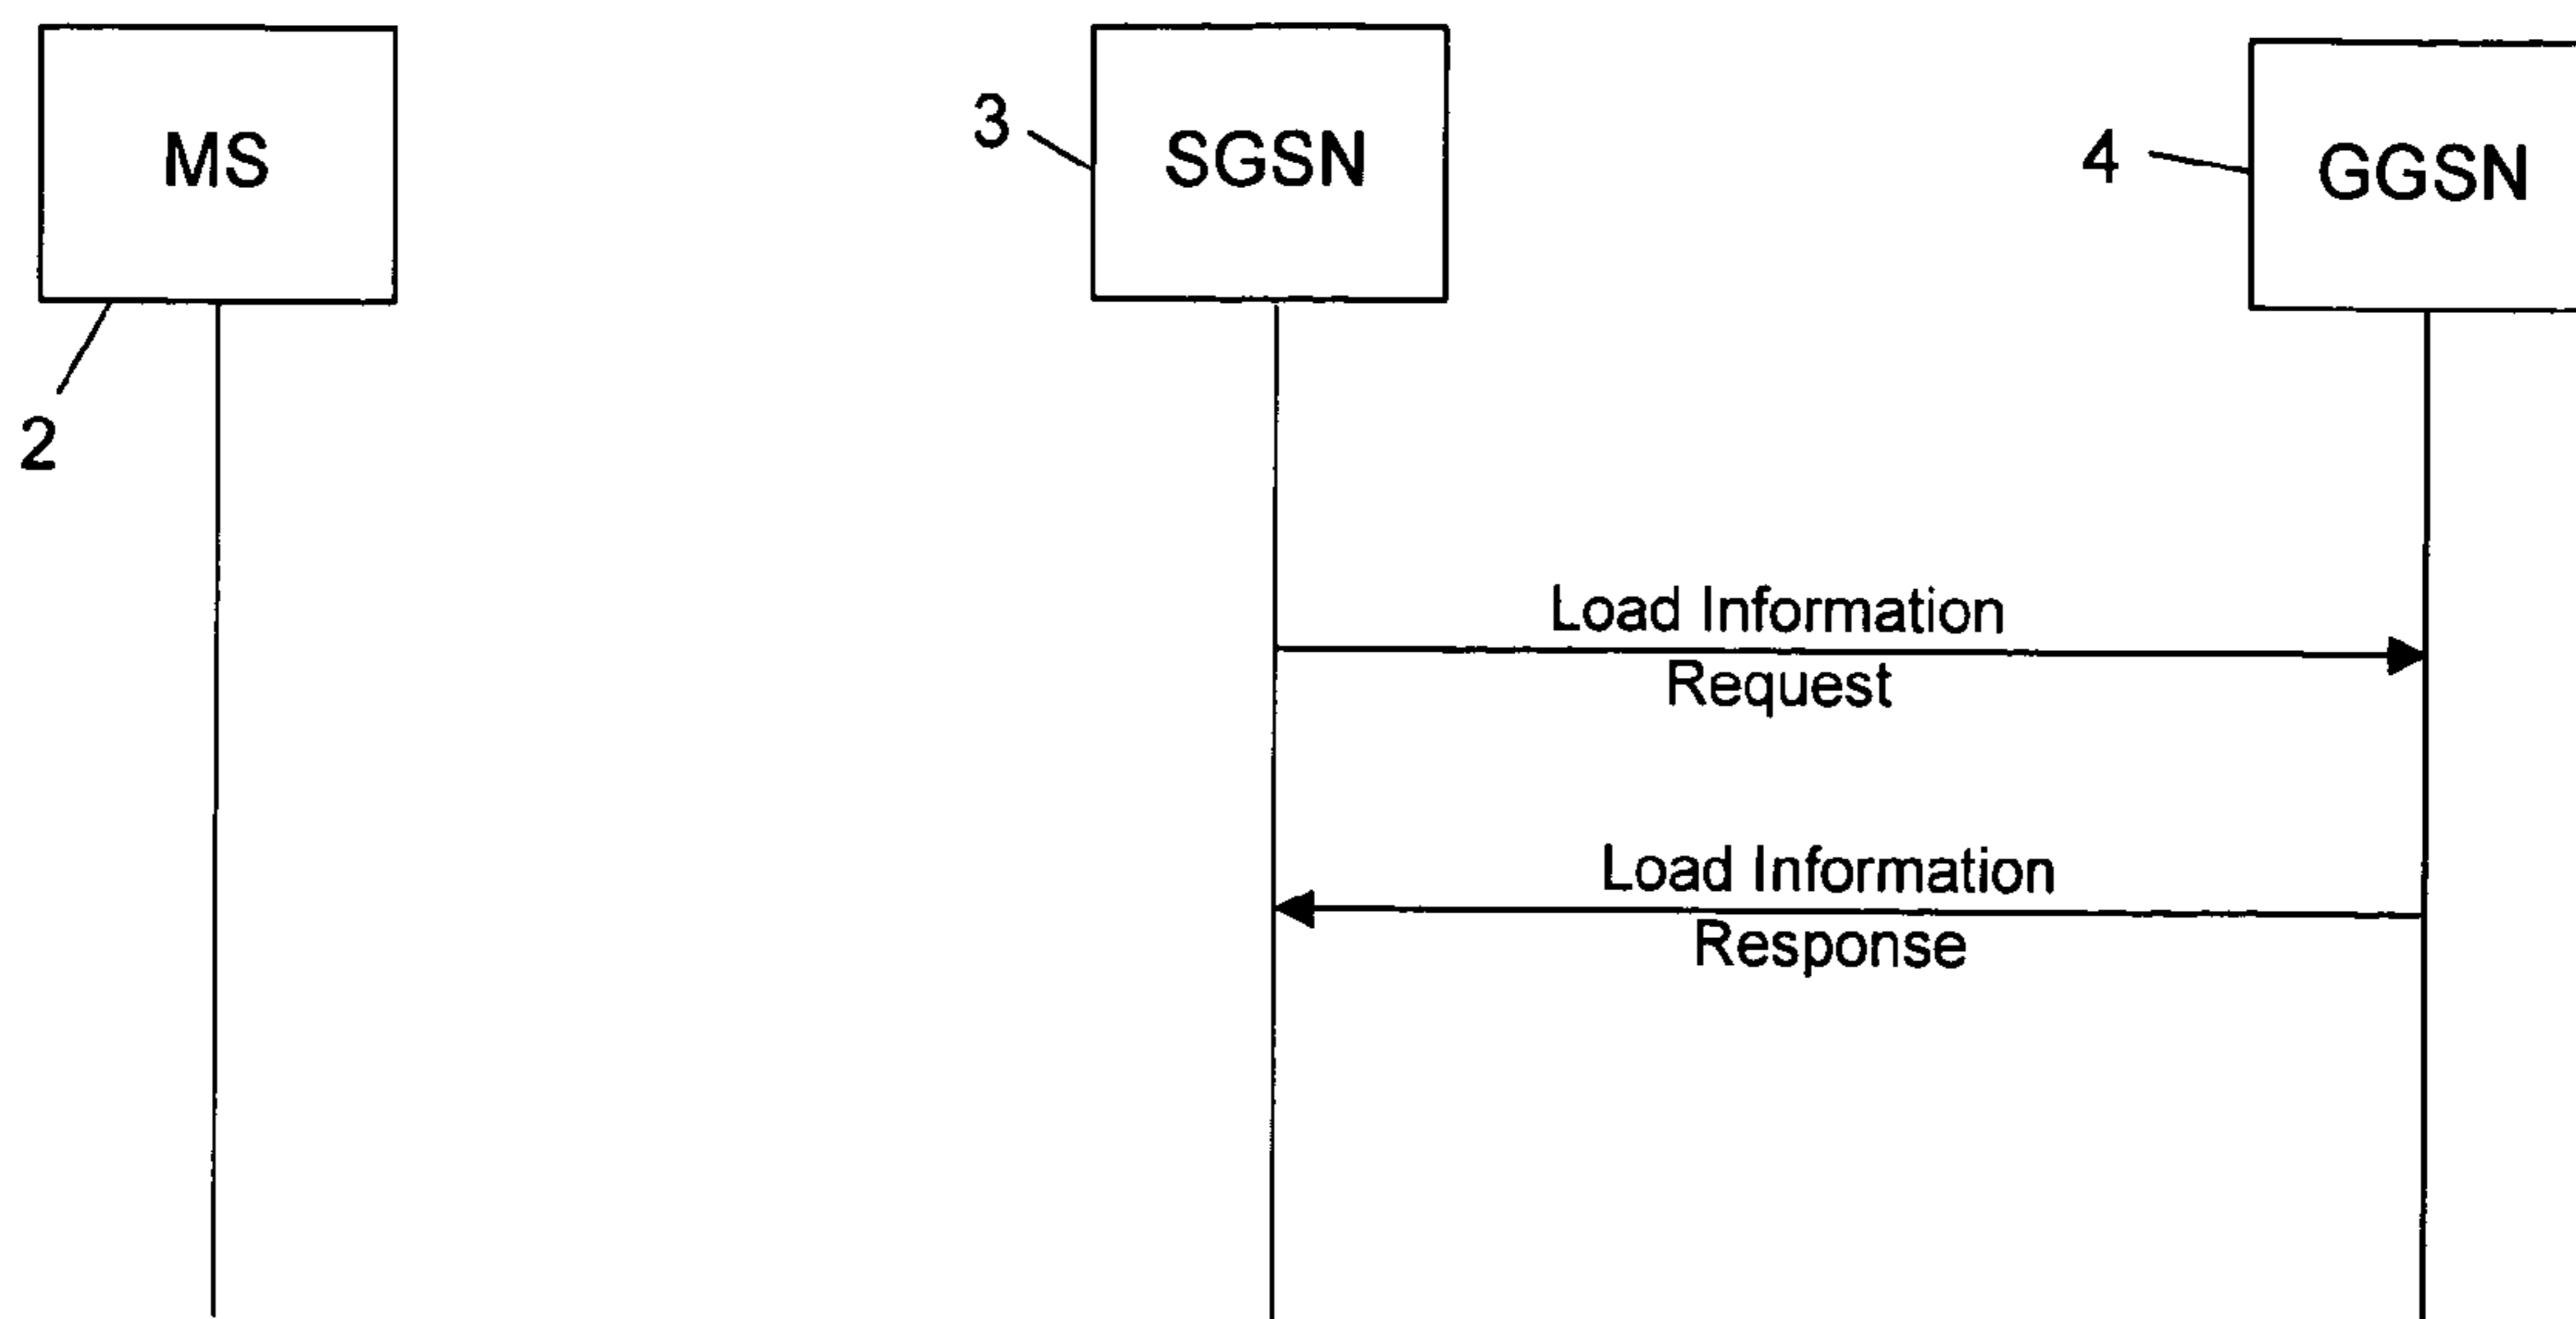 MS
3
SGSN
4
GGSN
2
Load Information
Request
Load Information
Response